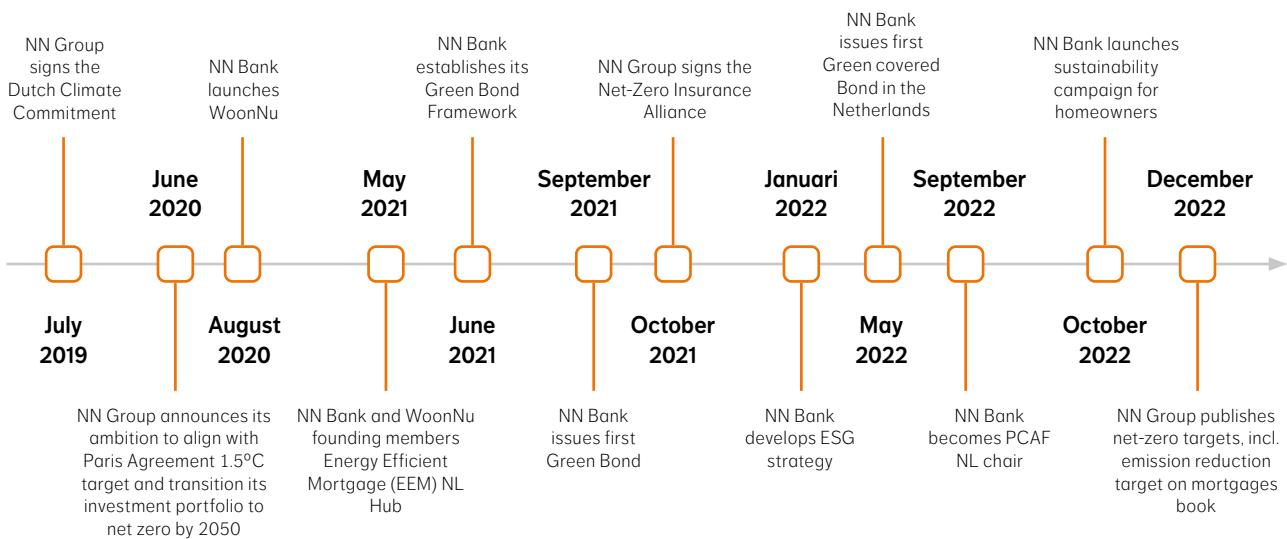 NN Group
signs the
Dutch Climate
Commitment
NN Bank
launches
WoonNu
NN Bank
establishes its
Green Bond
Framework
NN Group signs the
Net-Zero Insurance
Alliance
NN Bank
issues first
Green covered
Bond in the
Netherlands
NN Bank launches
sustainability
campaign for
homeowners
June
2020
May
2021
September
2021
Januari
2022
September
2022
December
2022
July
2019
August
2020
June
2021
October
2021
May
2022
October
2022
NN Group announces its
ambition to align with
Paris Agreement 1.5°C
target and transition its
investment portfolio to
net zero by 2050
NN Bank and WoonNu
founding members
Energy Efficient
Mortgage (EEM) NL
Hub
NN Bank
issues first
Green Bond
NN Bank
develops ESG
strategy
NN Bank
becomes PCAF
NL chair
NN Group publishes
net-zero targets, incl.
emission reduction
target on mortgages
book